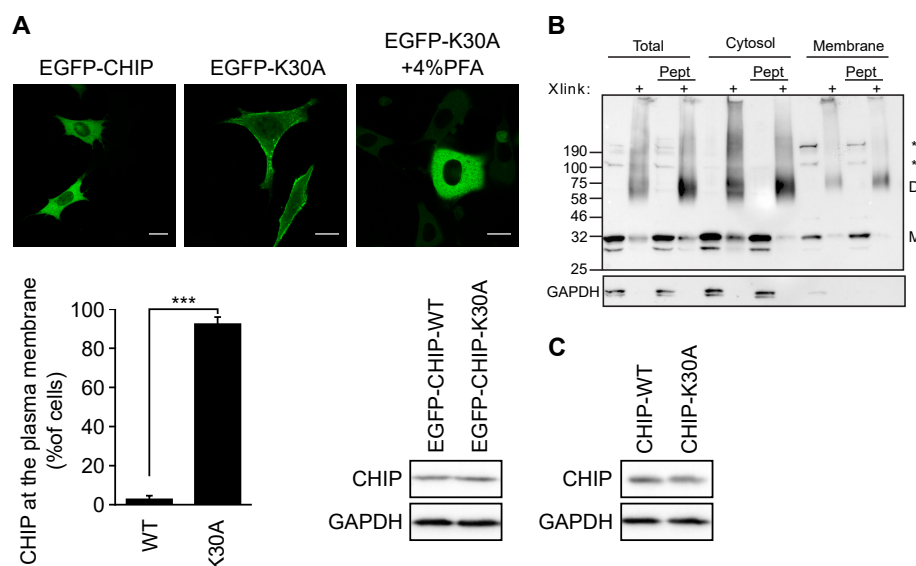 A
EGFP-CHIP
EGFP-K30A
EGFP-K30A
+4%PFA
CHIP at the plasma membrane
(%of cells)
100
80
60
40
20
0
***
WT
K30A
EGFP-CHIP-WT
EGFP-CHIP-K30A
CHIP
GAPDH
B
Total Cytosol Membrane
Pept Pept Pept
Xlink: + + + + + +
190
100
75
58
46
32
25
*
*
D
M
GAPDH
C
CHIP-WT
CHIP-K30A
CHIP
GAPDH